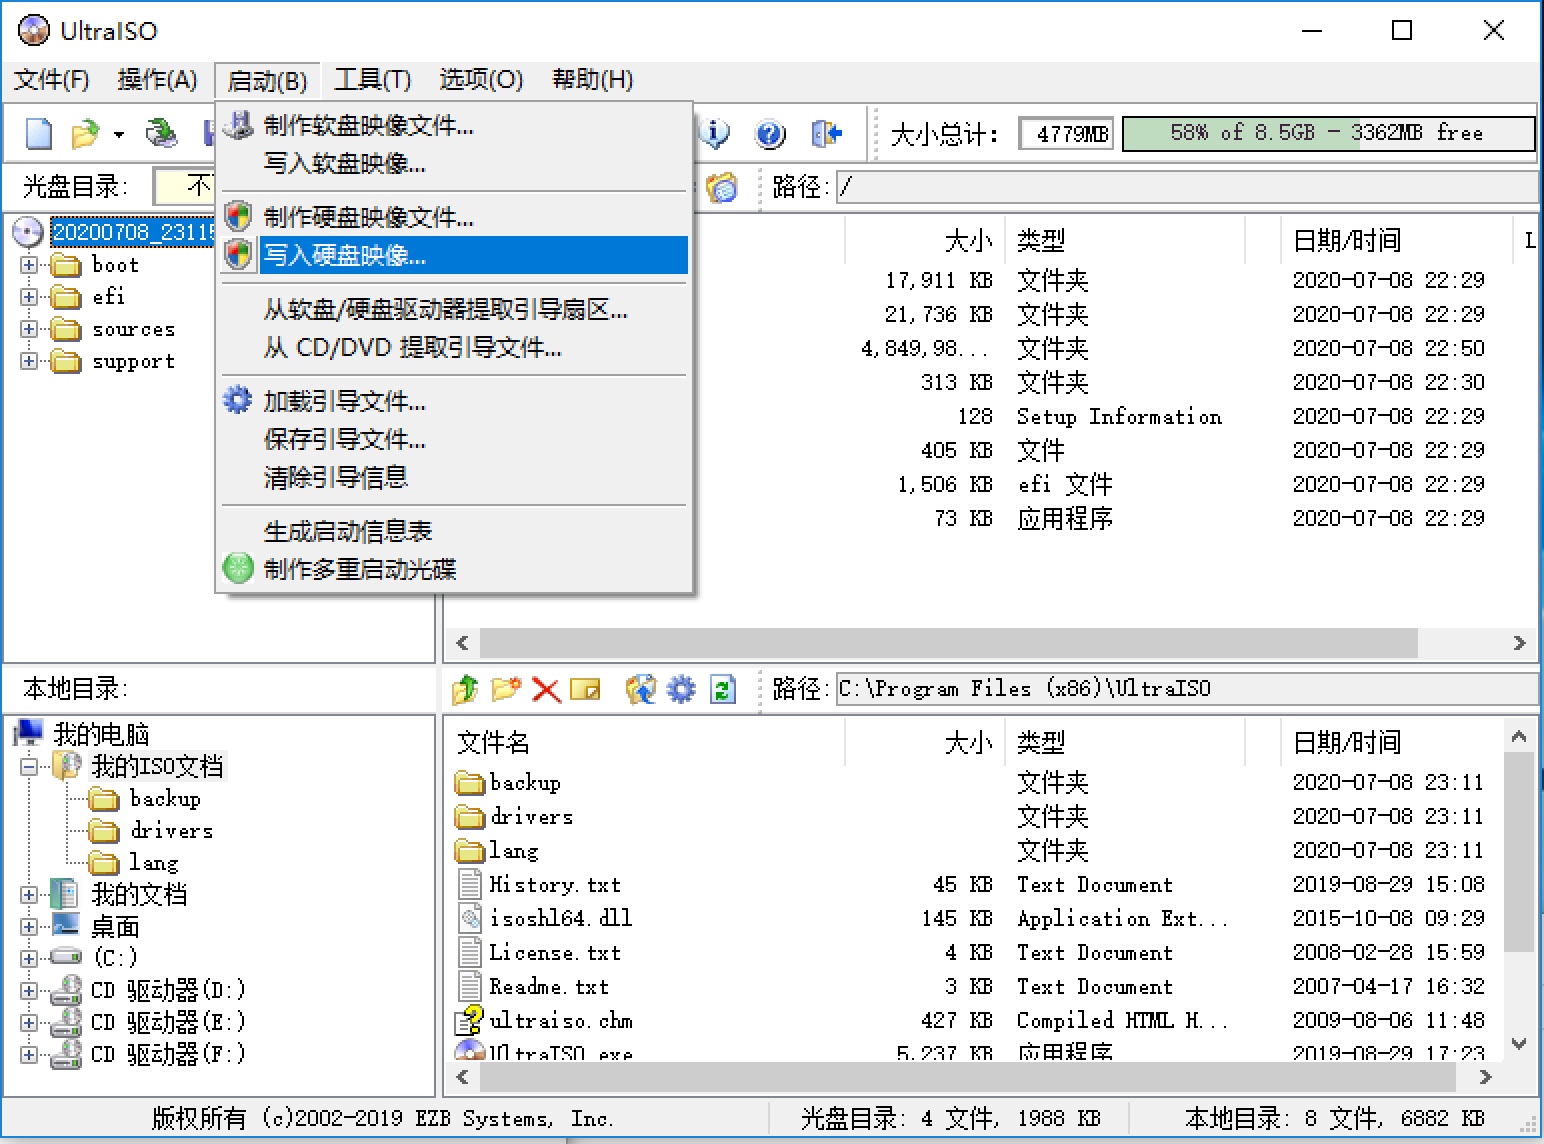 UltraISO
文件(F) 操作(A) 启动(B) 工具(T) 选项(O) 帮助(H)
大小总计: 4779MB 58% of 8.5GB - 3362MB free
光盘目录: 不 路径: /
制作软盘映像文件...
写入软盘映像...
制作硬盘映像文件...
写入硬盘映像...
从软盘/硬盘驱动器提取引导扇区...
从 CD/DVD 提取引导文件...
加载引导文件...
保存引导文件...
清除引导信息
生成启动信息表
制作多重启动光碟
20200708_23115
boot
efi
sources
support
大小 类型 日期/时间 L
17,911 KB 文件夹 2020-07-08 22:29
21,736 KB 文件夹 2020-07-08 22:29
4,849,98... 文件夹 2020-07-08 22:50
313 KB 文件夹 2020-07-08 22:30
128 Setup Information 2020-07-08 22:29
405 KB 文件 2020-07-08 22:29
1,506 KB efi 文件 2020-07-08 22:29
73 KB 应用程序 2020-07-08 22:29
本地目录: 路径: C:\Program Files (x86)\UltraISO
我的电脑
我的ISO文档
backup
drivers
lang
我的文档
桌面
(C:)
CD 驱动器(D:)
CD 驱动器(E:)
CD 驱动器(F:)
文件名 大小 类型 日期/时间
backup 文件夹 2020-07-08 23:11
drivers 文件夹 2020-07-08 23:11
lang 文件夹 2020-07-08 23:11
History.txt 45 KB Text Document 2019-08-29 15:08
isoshl64.dll 145 KB Application Ext... 2015-10-08 09:29
License.txt 4 KB Text Document 2008-02-28 15:59
Readme.txt 3 KB Text Document 2007-04-17 16:32
ultraiso.chm 427 KB Compiled HTML H... 2009-08-06 11:48
UltraISO.exe 5,237 KB 应用程序 2019-08-29 17:23
版权所有 (c)2002-2019 EZB Systems, Inc. 光盘目录: 4 文件, 1988 KB 本地目录: 8 文件, 6882 KB